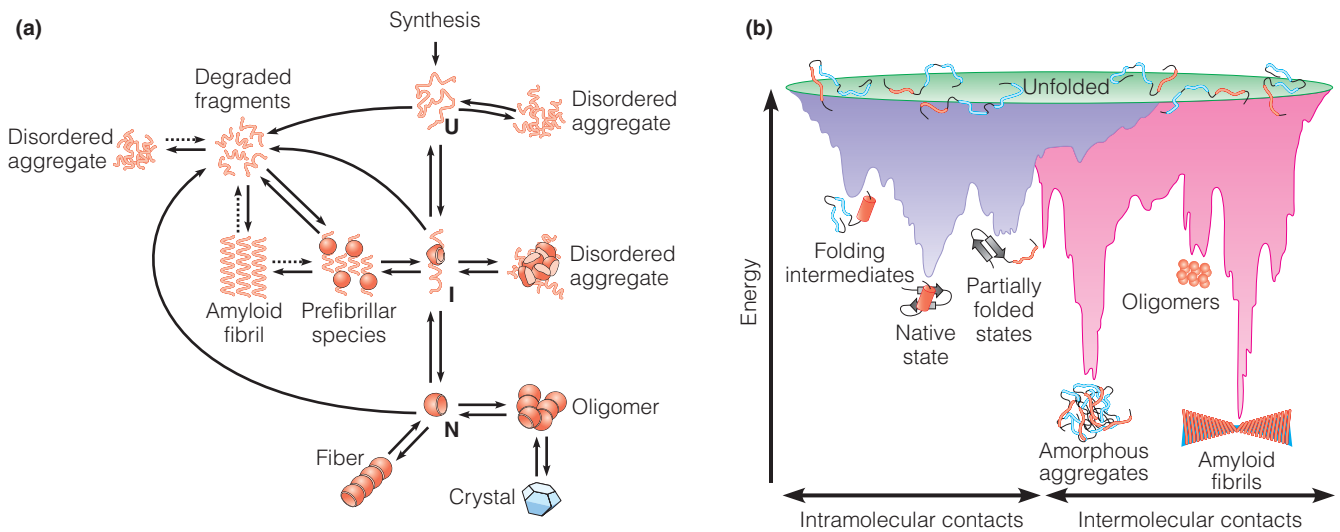 (a)
Synthesis
Degraded
fragments
Disordered
aggregate
U
Disordered
aggregate
Amyloid
fibril
Prefibrillar
species
I
Disordered
aggregate
N
Oligomer
Fiber
Crystal
(b)
Unfolded
Energy
Folding
intermediates
Native
state
Partially
folded
states
Oligomers
Amorphous
aggregates
Amyloid
fibrils
Intramolecular contacts
Intermolecular contacts